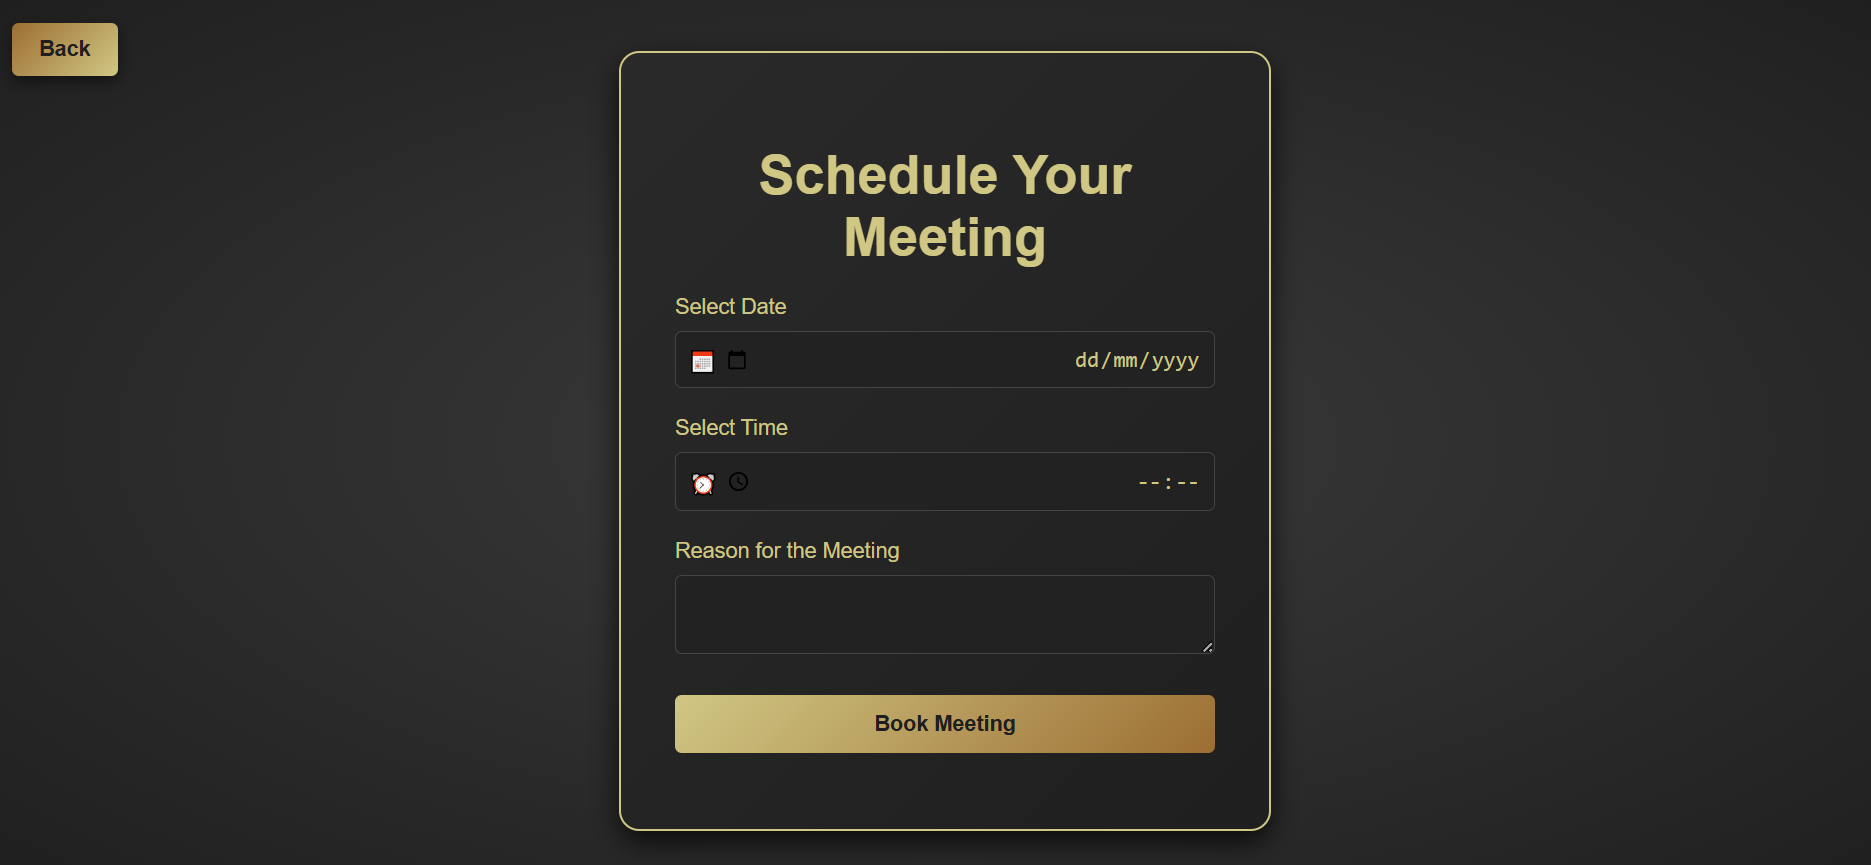 Back
Schedule Your
Meeting
Select Date
dd/mm/yyyy
Select Time
--:--
Reason for the Meeting
Book Meeting